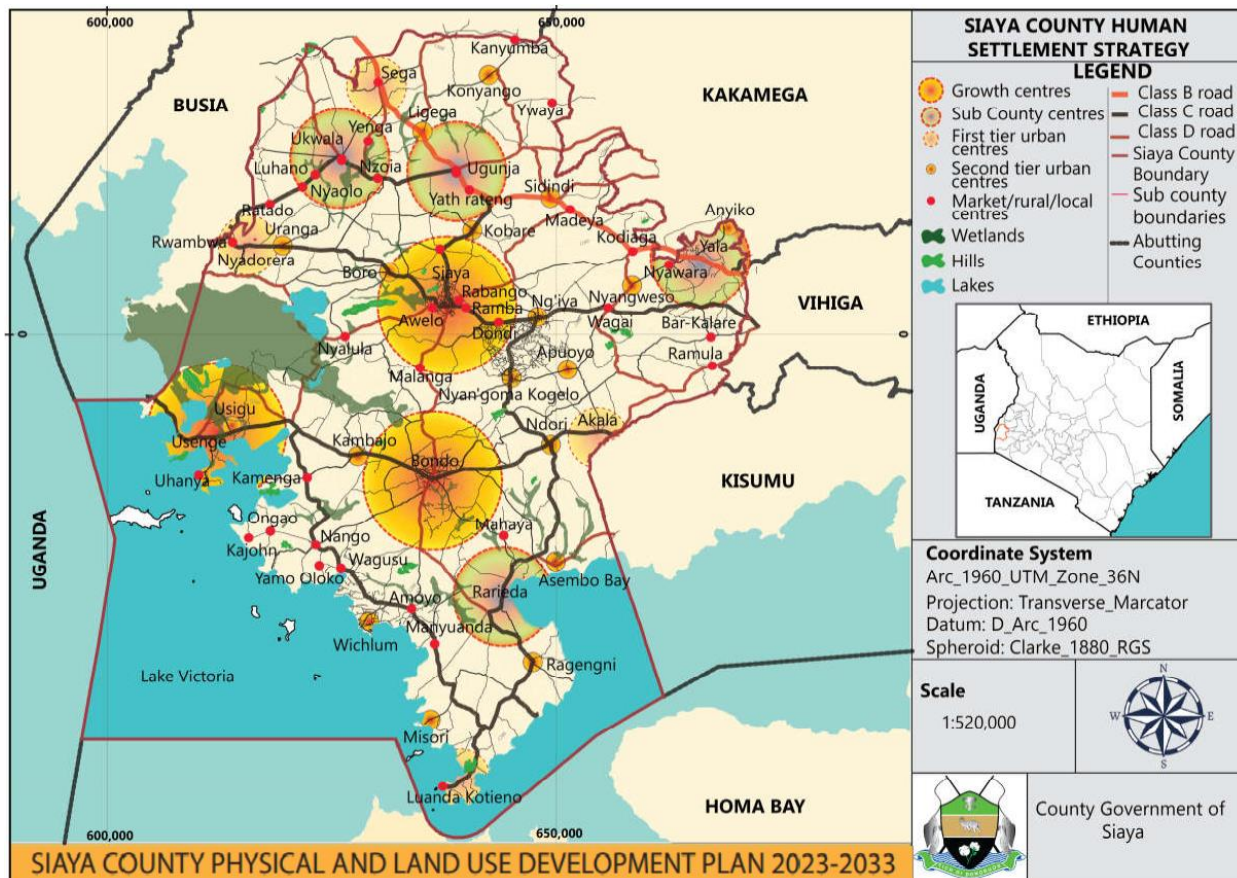 600,000
650,000
Kanyumba
Sega
Konyango
BUSIA
KAKAMEGA
Ywaya
Ligega
Yenga
Ukwala
Luhano
Nzoia
Ugunja
Nyaolo
Sidindi
Yath rateng
Ratado
Madeya
Anyiko
Uranga
Kobare
Kodiaga
Rwambwa
Yala
Nyadorera
Boro
Siaya
Nyawara
Rabango
Ng'iya
Nyangweso
VIHIGA
Awelo
Ramba
Wagai
Bar-Kalare
0
Dondi
0
Nyalula
Apuoyo
Ramula
Malanga
Nyan'goma Kogelo
Usigu
Ndori
Akala
Usenge
Kambajo
Bondo
Uhanya
Kamenga
KISUMU
Ongao
Mahaya
Kajohn
Nango
Wagusu
UGANDA
Yamo Oloko
Asembo Bay
Rarieda
Amoyo
Manyuanda
Wichlum
Ragengni
Lake Victoria
Misori
Luanda Kotieno
HOMA BAY
600,000
650,000
SIAYA COUNTY PHYSICAL AND LAND USE DEVELOPMENT PLAN 2023-2033
SIAYA COUNTY HUMAN
SETTLEMENT STRATEGY
LEGEND
Growth centres
Sub County centres
First tier urban
centres
Second tier urban
centres
Market/rural/local
centres
Wetlands
Hills
Lakes
Class B road
Class C road
Class D road
Siaya County
Boundary
Sub county
boundaries
Abutting
Counties
ETHIOPIA
UGANDA
SOMALIA
TANZANIA
Coordinate System
Arc_1960_UTM_Zone_36N
Projection: Transverse_Marcator
Datum: D_Arc_1960
Spheroid: Clarke_1880_RGS
Scale
1:520,000
N
W
E
S
County Government of
Siaya